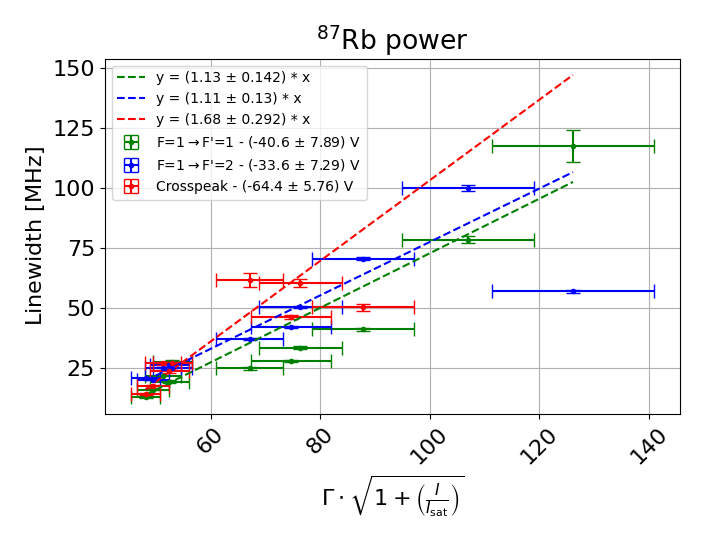 ⁸⁷Rb power
y = (1.13 ± 0.142) * x
y = (1.11 ± 0.13) * x
y = (1.68 ± 0.292) * x
F=1→F'=1 - (-40.6 ± 7.89) V
F=1→F'=2 - (-33.6 ± 7.29) V
Crosspeak - (-64.4 ± 5.76) V
Linewidth [MHz]
150
125
100
75
50
25
60 80 100 120 140
Γ · √(1 + (I/I_sat))